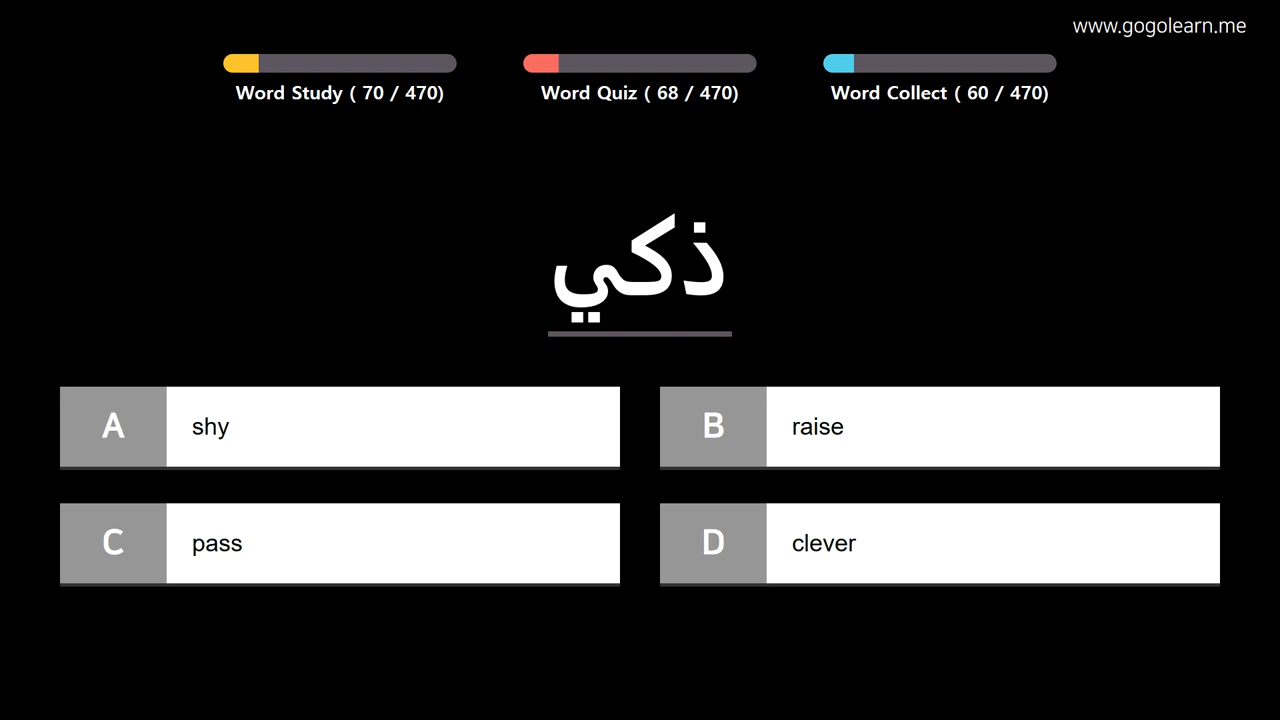 www.gogolearn.me
Word Study ( 70 / 470)
Word Quiz ( 68 / 470)
Word Collect ( 60 / 470)
ذكي
A shy
B raise
C pass
D clever